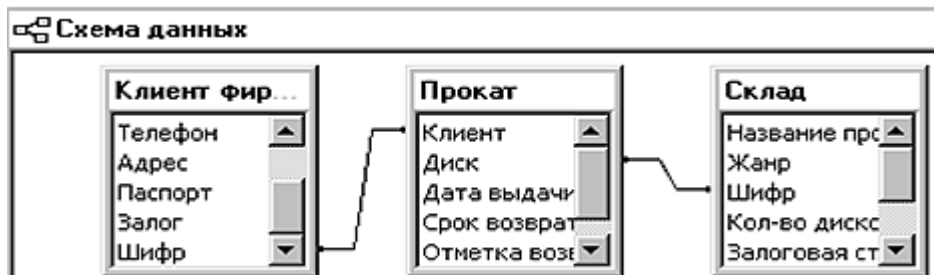 Схема данных
Клиент фир...
Телефон
Адрес
Паспорт
Залог
Шифр
Прокат
Клиент
Диск
Дата выдачи
Срок возврат
Отметка возв
Склад
Название прс
Жанр
Шифр
Кол-во дискс
Залоговая ст